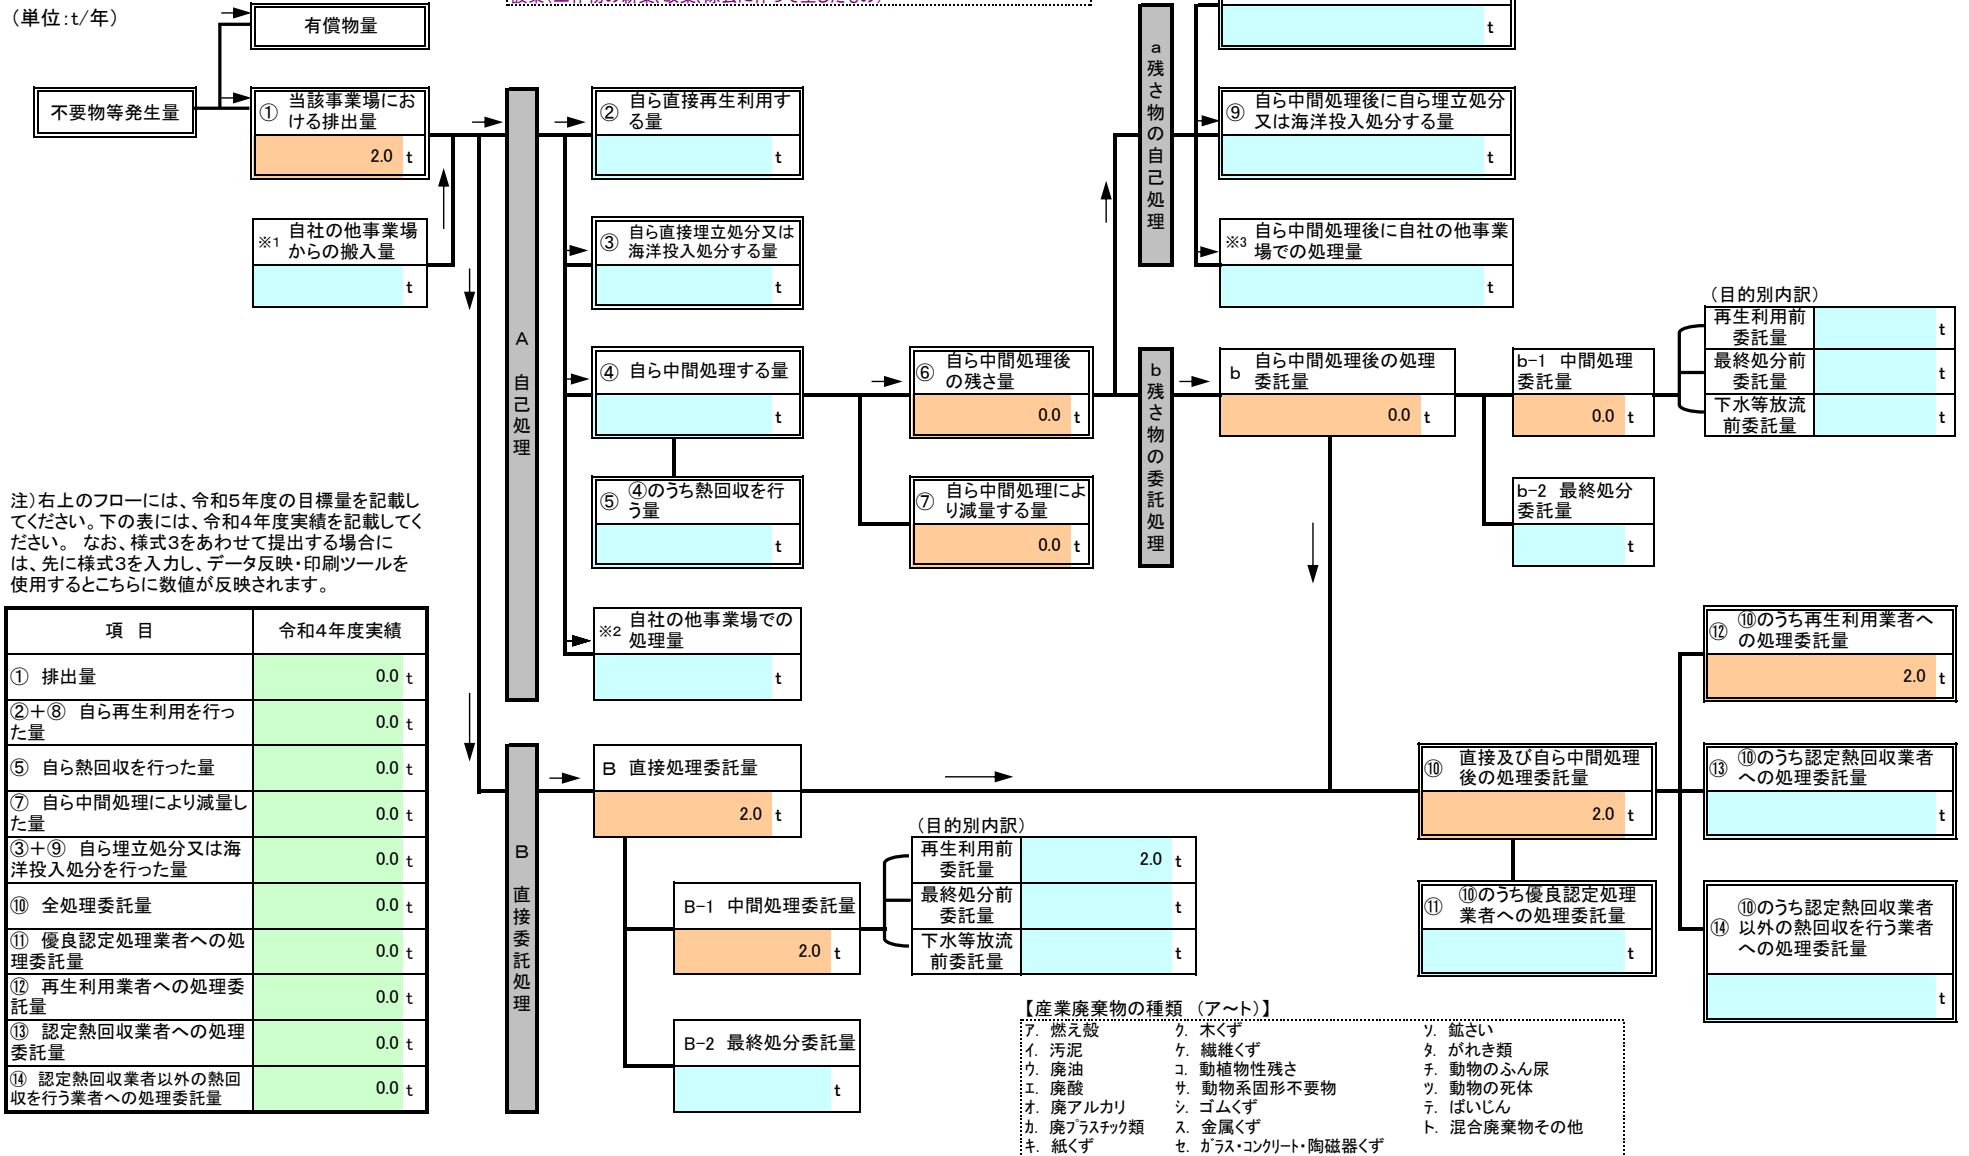 （単位:t/年）
有償物量
t
不要物等発生量
① 当該事業場にお
ける排出量
2.0 t
※1 自社の他事業場
からの搬入量
t
A 自己処理
② 自ら直接再生利用す
る量
t
③ 自ら直接埋立処分又は
海洋投入処分する量
t
④ 自ら中間処理する量
t
⑤ ④のうち熱回収を行
う量
t
※2 自社の他事業場での
処理量
t
⑥ 自ら中間処理後
の残さ量
0.0 t
⑦ 自ら中間処理によ
り減量する量
0.0 t
a 残さ物の自己処理
⑨ 自ら中間処理後に自ら埋立処分
又は海洋投入処分する量
t
※3 自ら中間処理後に自社の他事業
場での処理量
t
b 残さ物の委託処理
b 自ら中間処理後の処理
委託量
0.0 t
b-1 中間処理
委託量
0.0 t
（目的別内訳）
再生利用前
委託量
t
最終処分前
委託量
t
下水等放流
前委託量
t
b-2 最終処分
委託量
t
注）右上のフローには、令和5年度の目標量を記載し
てください。下の表には、令和4年度実績を記載してく
ださい。 なお、様式3をあわせて提出する場合に
は、先に様式3を入力し、データ反映・印刷ツールを
使用するとこちらに数値が反映されます。
項 目 令和4年度実績
① 排出量 0.0 t
②＋⑧ 自ら再生利用を行っ
た量 0.0 t
⑤ 自ら熱回収を行った量 0.0 t
⑦ 自ら中間処理により減量し
た量 0.0 t
③＋⑨ 自ら埋立処分又は海
洋投入処分を行った量 0.0 t
⑩ 全処理委託量 0.0 t
⑪ 優良認定処理業者への処
理委託量 0.0 t
⑫ 再生利用業者への処理委
託量 0.0 t
⑬ 認定熱回収業者への処理
委託量 0.0 t
⑭ 認定熱回収業者以外の熱回
収を行う業者への処理委託量 0.0 t
B 直接委託処理
B 直接処理委託量
2.0 t
B-1 中間処理委託量
2.0 t
（目的別内訳）
再生利用前
委託量
2.0 t
最終処分前
委託量
t
下水等放流
前委託量
t
B-2 最終処分委託量
t
⑩ 直接及び自ら中間処理
後の処理委託量
2.0 t
⑪ ⑩のうち優良認定処理
業者への処理委託量
t
⑫ ⑩のうち再生利用業者へ
の処理委託量
2.0 t
⑬ ⑩のうち認定熱回収業者
への処理委託量
t
⑭ ⑩のうち認定熱回収業者
以外の熱回収を行う業者
への処理委託量
t
【産業廃棄物の種類 （ア～ト）】
ア. 燃え殻 ク. 木くず ソ. 鉱さい
イ. 汚泥 ケ. 繊維くず タ. がれき類
ウ. 廃油 コ. 動植物性残さ チ. 動物のふん尿
エ. 廃酸 サ. 動物系固形不要物 ツ. 動物の死体
オ. 廃アルカリ シ. ゴムくず テ. ばいじん
カ. 廃プラスチック類 ス. 金属くず ト. 混合廃棄物その他
キ. 紙くず セ. ガラス・コンクリート・陶磁器くず